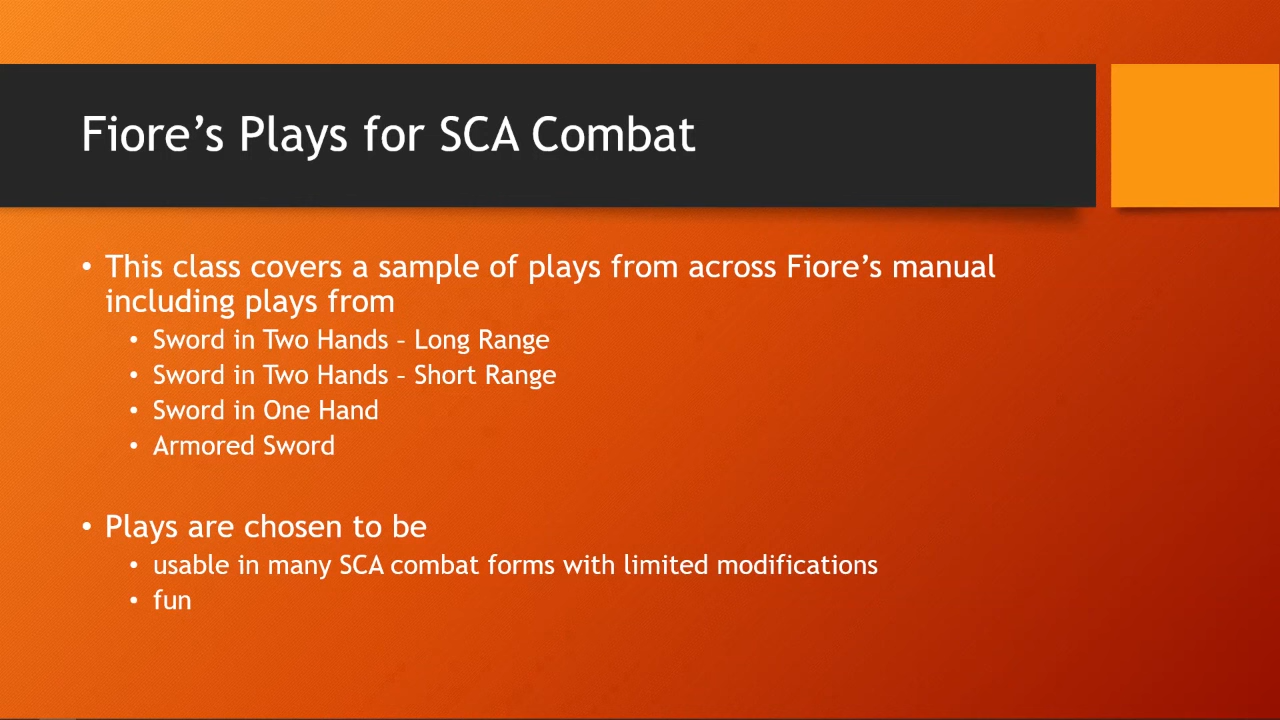 Fiore’s Plays for SCA Combat
• This class covers a sample of plays from across Fiore’s manual
including plays from
• Sword in Two Hands – Long Range
• Sword in Two Hands – Short Range
• Sword in One Hand
• Armored Sword
• Plays are chosen to be
• usable in many SCA combat forms with limited modifications
• fun